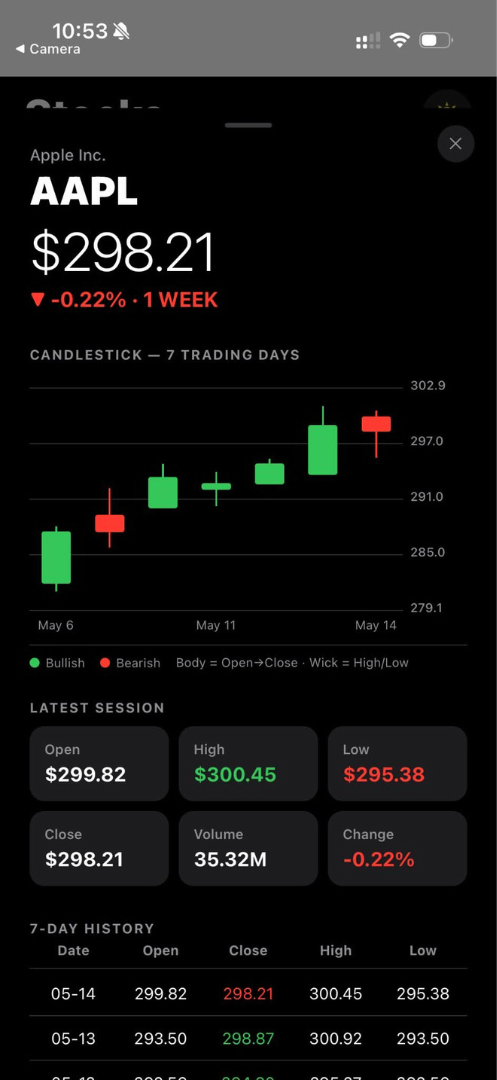 10:53
◀ Camera
Apple Inc.
AAPL
$298.21
▼ -0.22% · 1 WEEK
CANDLESTICK — 7 TRADING DAYS
302.9
297.0
291.0
285.0
279.1
May 6 May 11 May 14
Bullish Bearish Body = Open→Close · Wick = High/Low
LATEST SESSION
Open High Low
$299.82 $300.45 $295.38
Close Volume Change
$298.21 35.32M -0.22%
7-DAY HISTORY
Date Open Close High Low
05-14 299.82 298.21 300.45 295.38
05-13 293.50 298.87 300.92 293.50